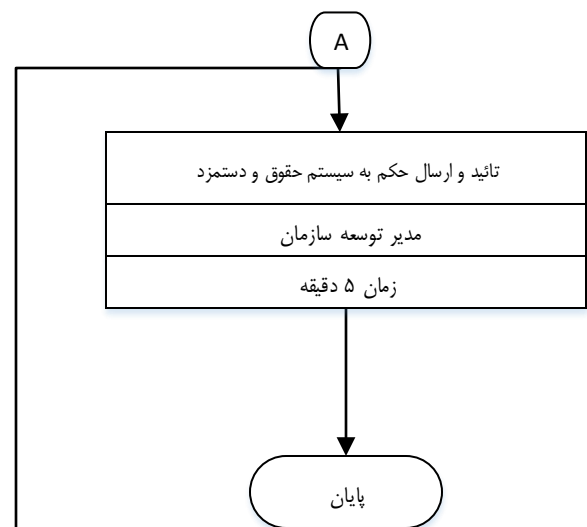 A
تائید و ارسال حکم به سیستم حقوق و دستمزد
مدیر توسعه سازمان
زمان ۵ دقیقه
پایان